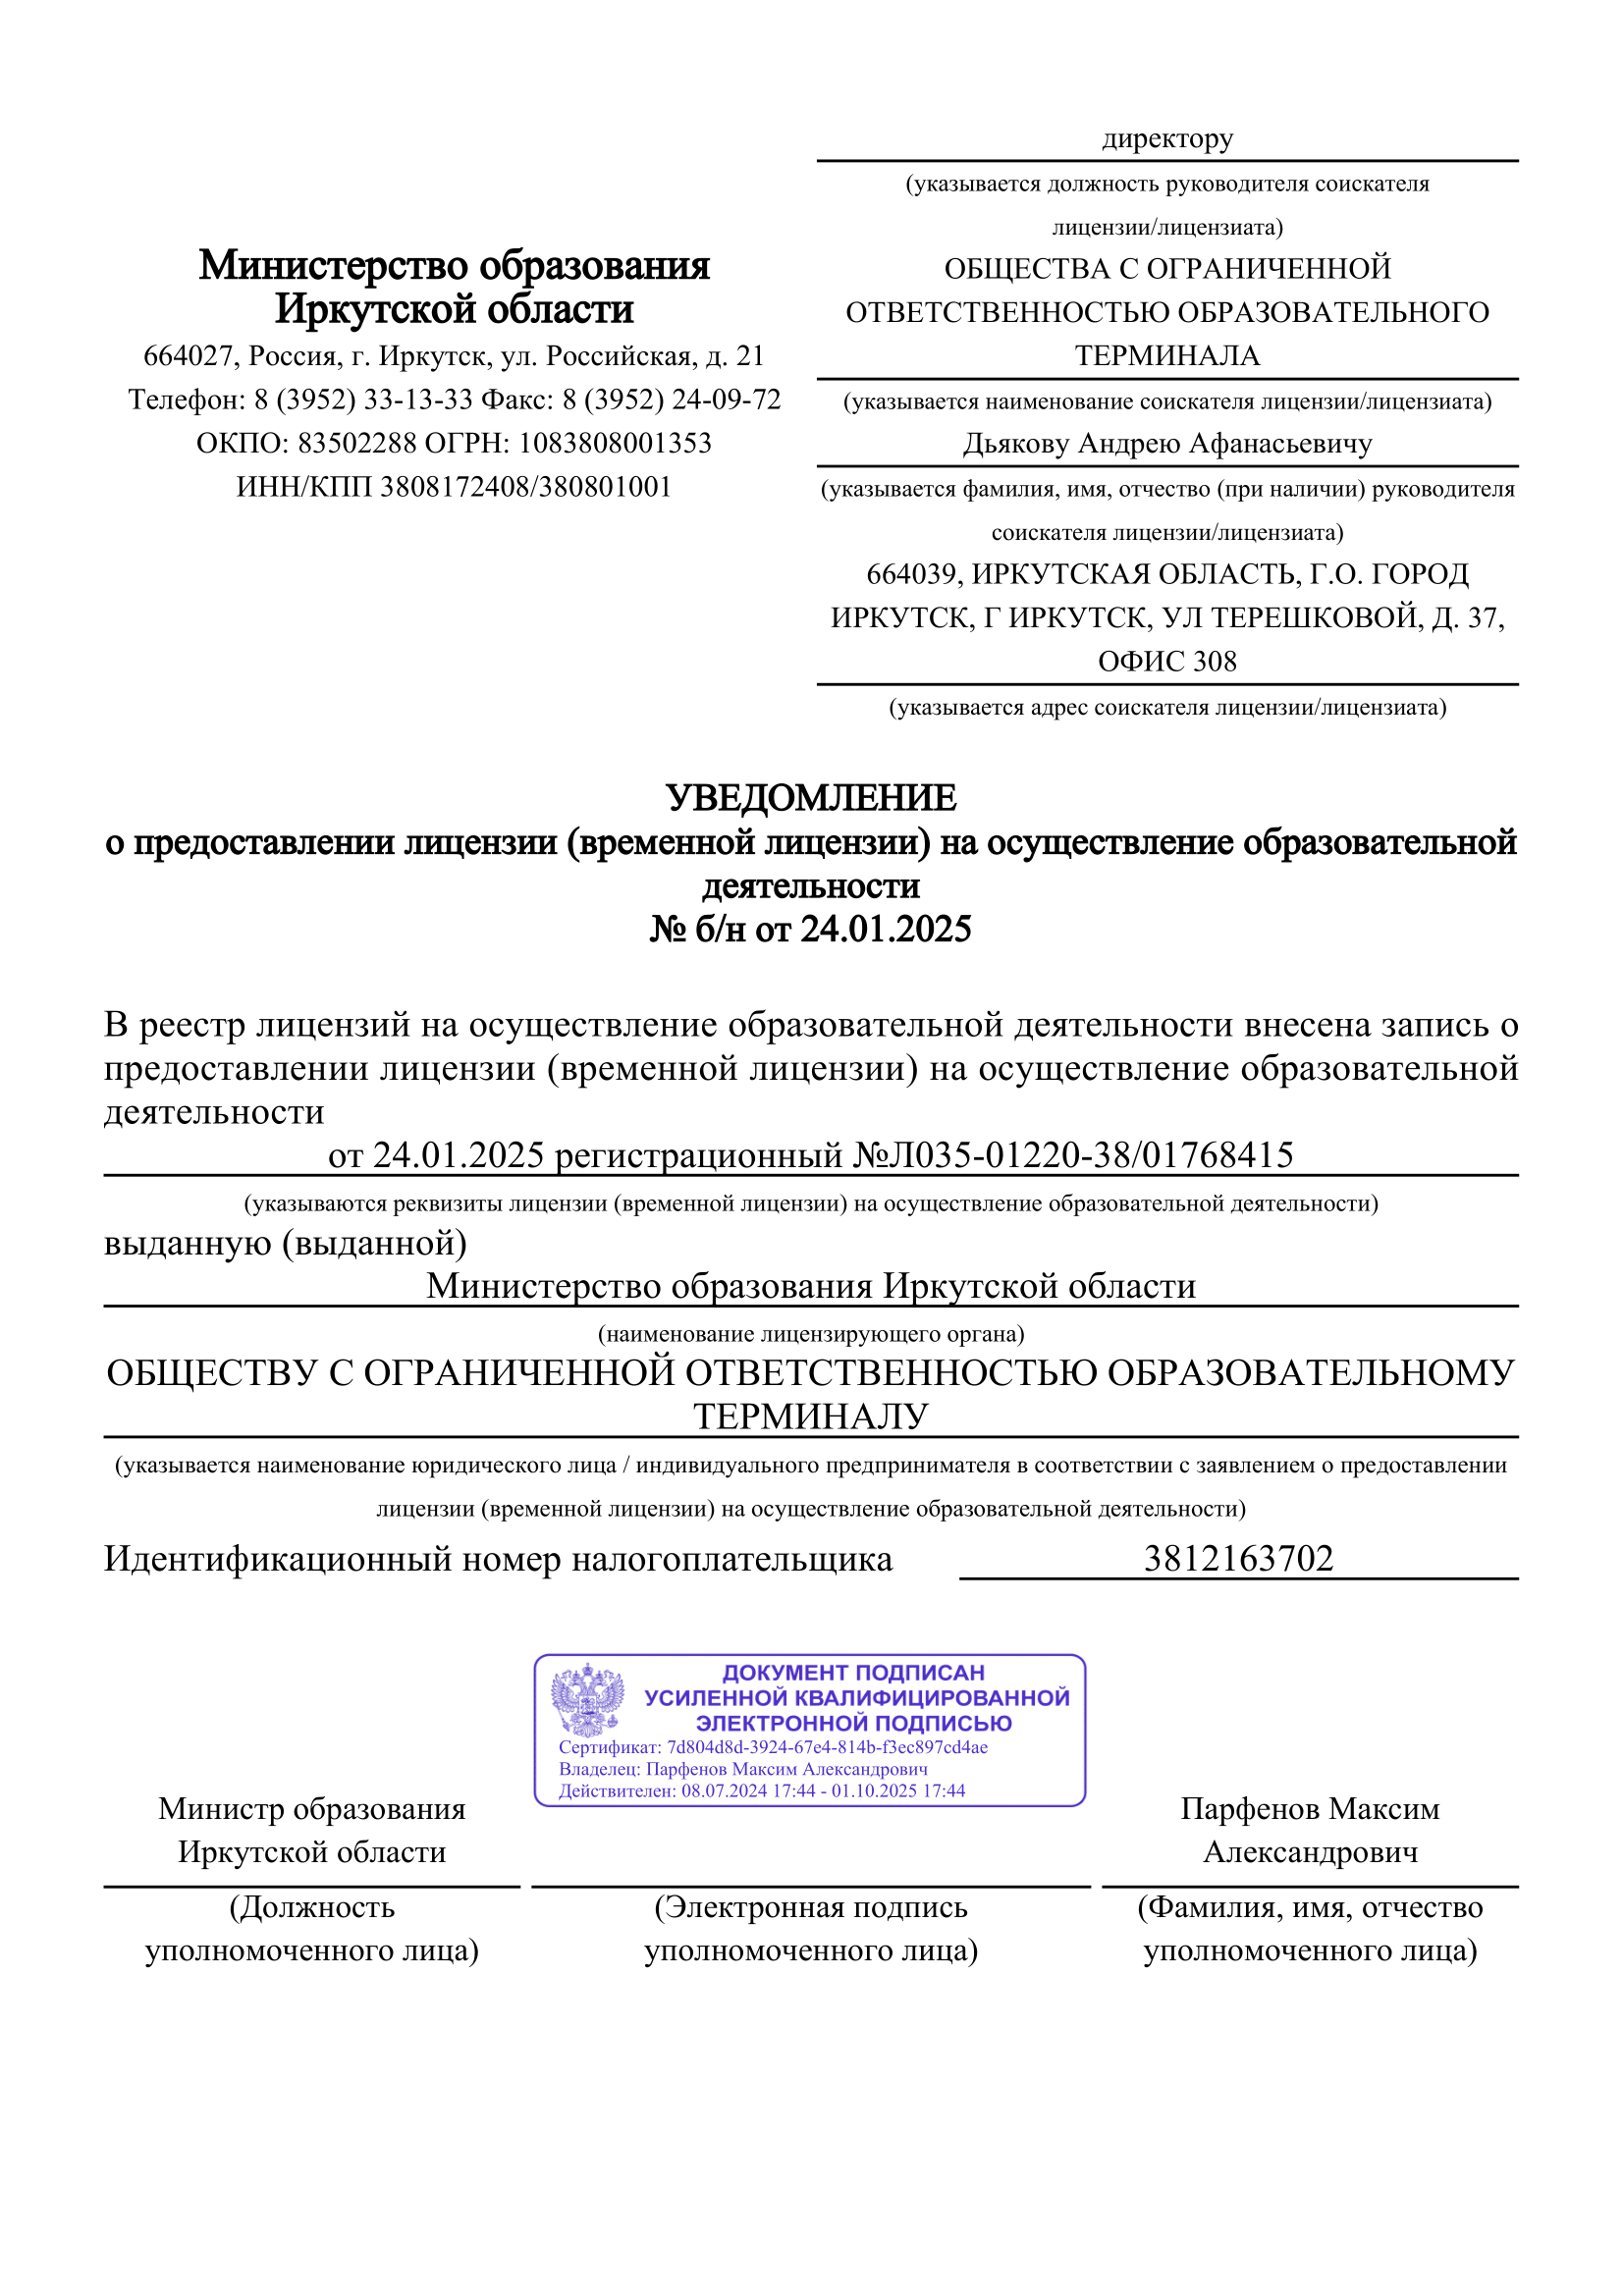 директору
(указывается должность руководителя соискателя
лицензии/лицензиата)
Министерство образования
Иркутской области
664027, Россия, г. Иркутск, ул. Российская, д. 21
Телефон: 8 (3952) 33-13-33 Факс: 8 (3952) 24-09-72
ОКПО: 83502288 ОГРН: 1083808001353
ИНН/КПП 3808172408/380801001
ОБЩЕСТВА С ОГРАНИЧЕННОЙ
ОТВЕТСТВЕННОСТЬЮ ОБРАЗОВАТЕЛЬНОГО
ТЕРМИНАЛА
(указывается наименование соискателя лицензии/лицензиата)
Дьякову Андрею Афанасьевичу
(указывается фамилия, имя, отчество (при наличии) руководителя
соискателя лицензии/лицензиата)
664039, ИРКУТСКАЯ ОБЛАСТЬ, Г.О. ГОРОД
ИРКУТСК, Г ИРКУТСК, УЛ ТЕРЕШКОВОЙ, Д. 37,
ОФИС 308
(указывается адрес соискателя лицензии/лицензиата)
УВЕДОМЛЕНИЕ
о предоставлении лицензии (временной лицензии) на осуществление образовательной
деятельности
№ б/н от 24.01.2025
В реестр лицензий на осуществление образовательной деятельности внесена запись о
предоставлении лицензии (временной лицензии) на осуществление образовательной
деятельности
от 24.01.2025 регистрационный №Л035-01220-38/01768415
(указываются реквизиты лицензии (временной лицензии) на осуществление образовательной деятельности)
выданную (выданной)
Министерство образования Иркутской области
(наименование лицензирующего органа)
ОБЩЕСТВУ С ОГРАНИЧЕННОЙ ОТВЕТСТВЕННОСТЬЮ ОБРАЗОВАТЕЛЬНОМУ
ТЕРМИНАЛУ
(указывается наименование юридического лица / индивидуального предпринимателя в соответствии с заявлением о предоставлении
лицензии (временной лицензии) на осуществление образовательной деятельности)
Идентификационный номер налогоплательщика 3812163702
ДОКУМЕНТ ПОДПИСАН
УСИЛЕННОЙ КВАЛИФИЦИРОВАННОЙ
ЭЛЕКТРОННОЙ ПОДПИСЬЮ
Сертификат: 7d804d8d-3924-67e4-814b-f3ec897cd4ae
Владелец: Парфенов Максим Александрович
Действителен: 08.07.2024 17:44 - 01.10.2025 17:44
Министр образования
Иркутской области
(Должность
уполномоченного лица)
(Электронная подпись
уполномоченного лица)
Парфенов Максим
Александрович
(Фамилия, имя, отчество
уполномоченного лица)